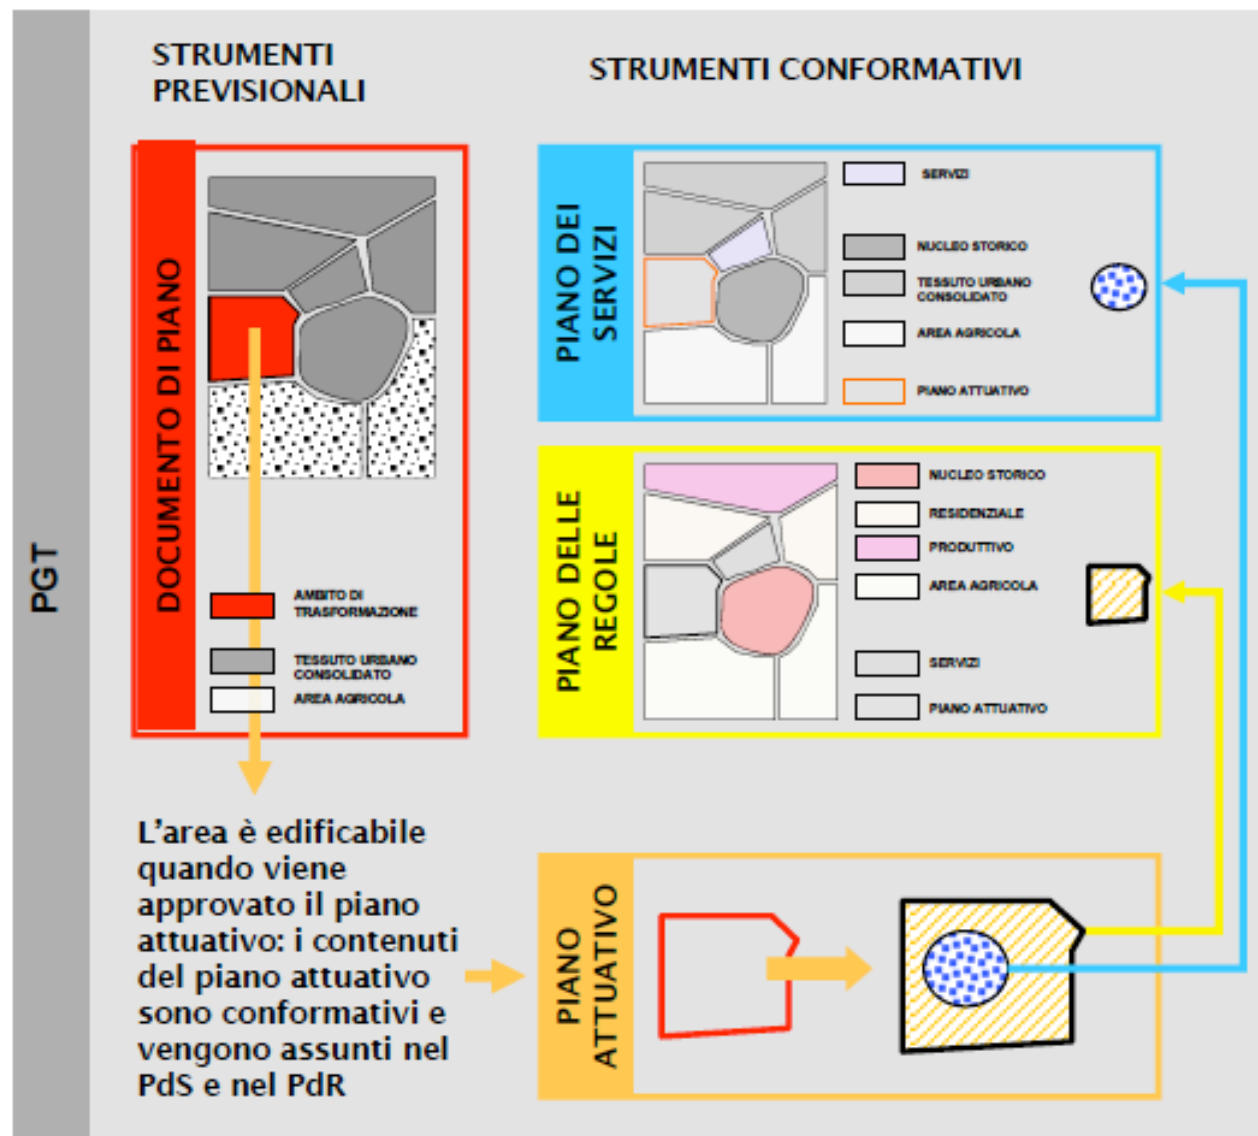 PGT
STRUMENTI
PREVISIONALI
STRUMENTI CONFORMATIVI
DOCUMENTO DI PIANO
AMBITO DI
TRASFORMAZIONE
TESSUTO URBANO
CONSOLIDATO
AREA AGRICOLA
PIANO DEI
SERVIZI
SERVIZI
NUCLEO STORICO
TESSUTO URBANO
CONSOLIDATO
AREA AGRICOLA
PIANO ATTUATIVO
PIANO DELLE
REGOLE
NUCLEO STORICO
RESIDENZIALE
PRODUTTIVO
AREA AGRICOLA
SERVIZI
PIANO ATTUATIVO
L'area è edificabile
quando viene
approvato il piano
attuativo: i contenuti
del piano attuativo
sono conformativi e
vengono assunti nel
PdS e nel PdR
PIANO
ATTUATIVO